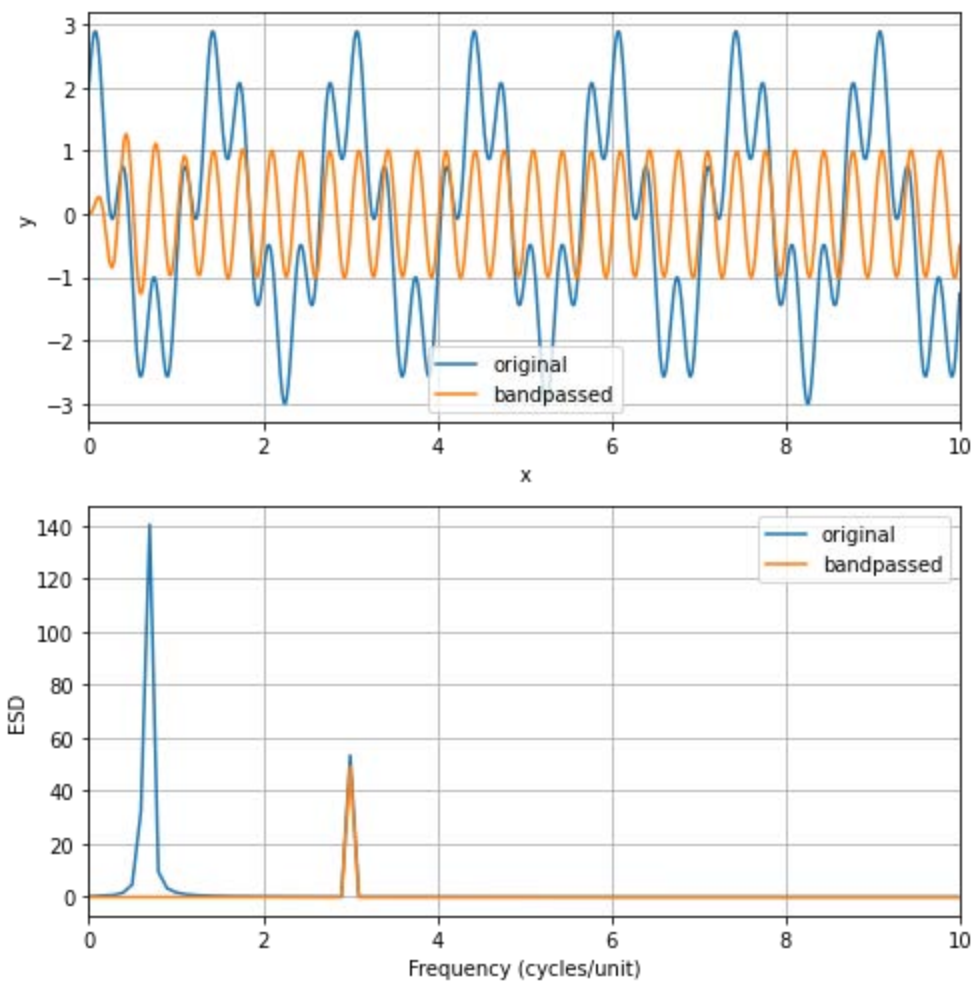 3
2
1
0
−1
−2
−3
y
original
bandpassed
0 2 4 6 8 10
x
140
120
100
80
60
40
20
0
ESD
original
bandpassed
0 2 4 6 8 10
Frequency (cycles/unit)